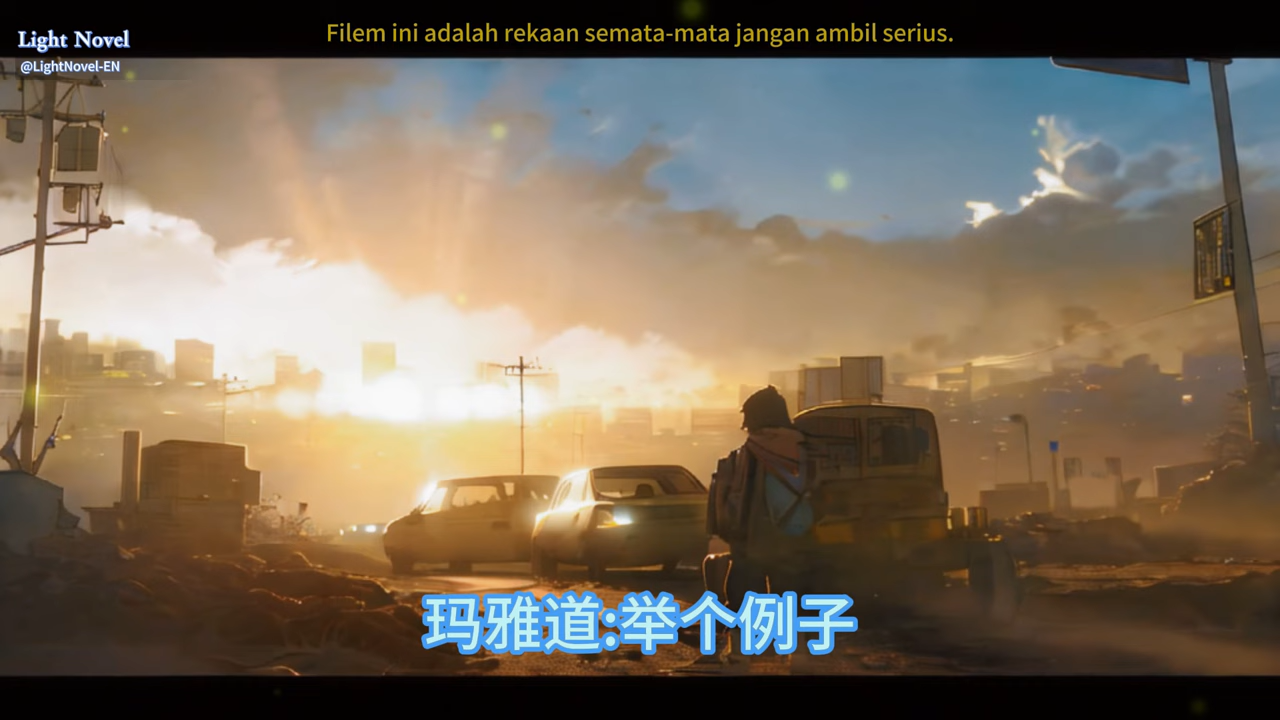 Filem ini adalah rekaan semata-mata jangan ambil serius.
Light Novel
@LightNovel-EN
玛雅道:举个例子